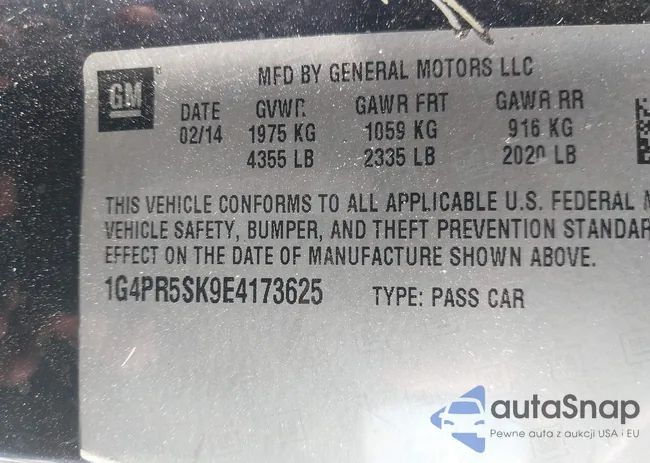 MFD BY GENERAL MOTORS LLC
GM
DATE GVWR GAWR FRT GAWR RR
02/14 1975 KG 1059 KG 916 KG
4355 LB 2335 LB 2020 LB
THIS VEHICLE CONFORMS TO ALL APPLICABLE U.S. FEDERAL M
VEHICLE SAFETY, BUMPER, AND THEFT PREVENTION STANDAR
EFFECT ON THE DATE OF MANUFACTURE SHOWN ABOVE.
1G4PR5SK9E4173625 TYPE: PASS CAR
autaSnap
Pewne auta z aukcji USA i EU